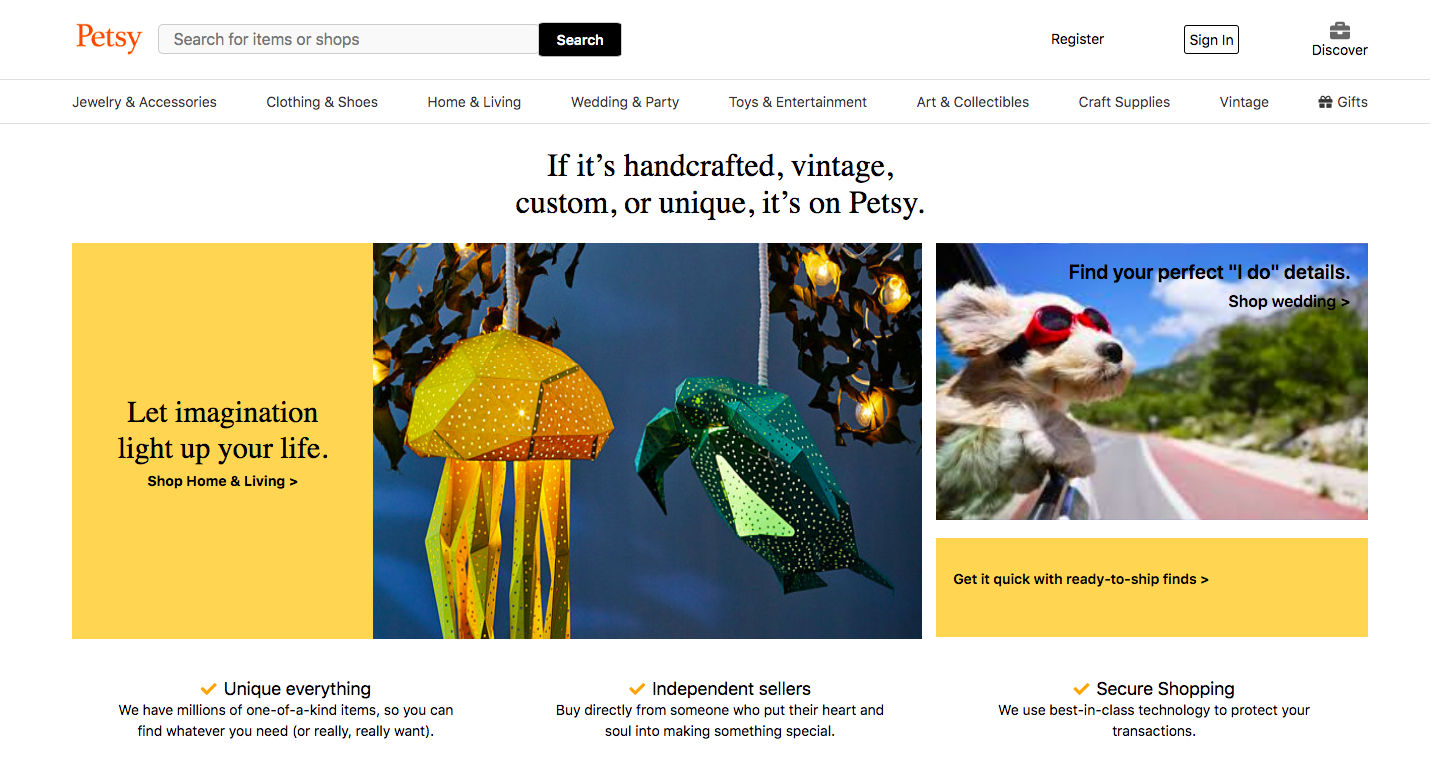 Petsy
Search for items or shops
Search
Register
Sign In
Discover
Jewelry & Accessories
Clothing & Shoes
Home & Living
Wedding & Party
Toys & Entertainment
Art & Collectibles
Craft Supplies
Vintage
Gifts
If it’s handcrafted, vintage,
custom, or unique, it’s on Petsy.
Let imagination
light up your life.
Shop Home & Living >
Find your perfect "I do" details.
Shop wedding >
Get it quick with ready-to-ship finds >
Unique everything
We have millions of one-of-a-kind items, so you can
find whatever you need (or really, really want).
Independent sellers
Buy directly from someone who put their heart and
soul into making something special.
Secure Shopping
We use best-in-class technology to protect your
transactions.